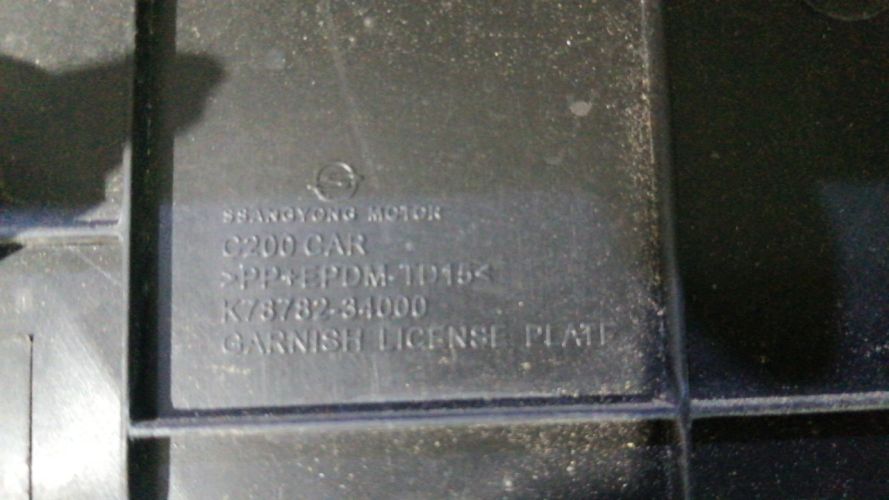 SSANGYONG MOTOR
C200 CAR
>PP+EPDM-TD15<
K78782-34000
GARNISH LICENSE PLATE